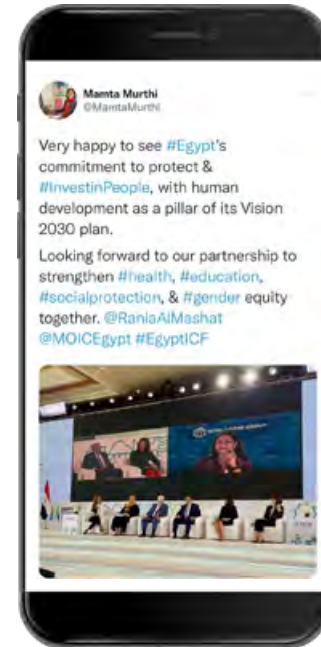 Mamta Murthi
@MamtaMurthi
Very happy to see #Egypt's
commitment to protect &
#InvestinPeople, with human
development as a pillar of its Vision
2030 plan.
Looking forward to our partnership to
strengthen #health, #education,
#socialprotection, & #gender equity
together. @RaniaAlMashat
@MOICEgypt #EgyptICF